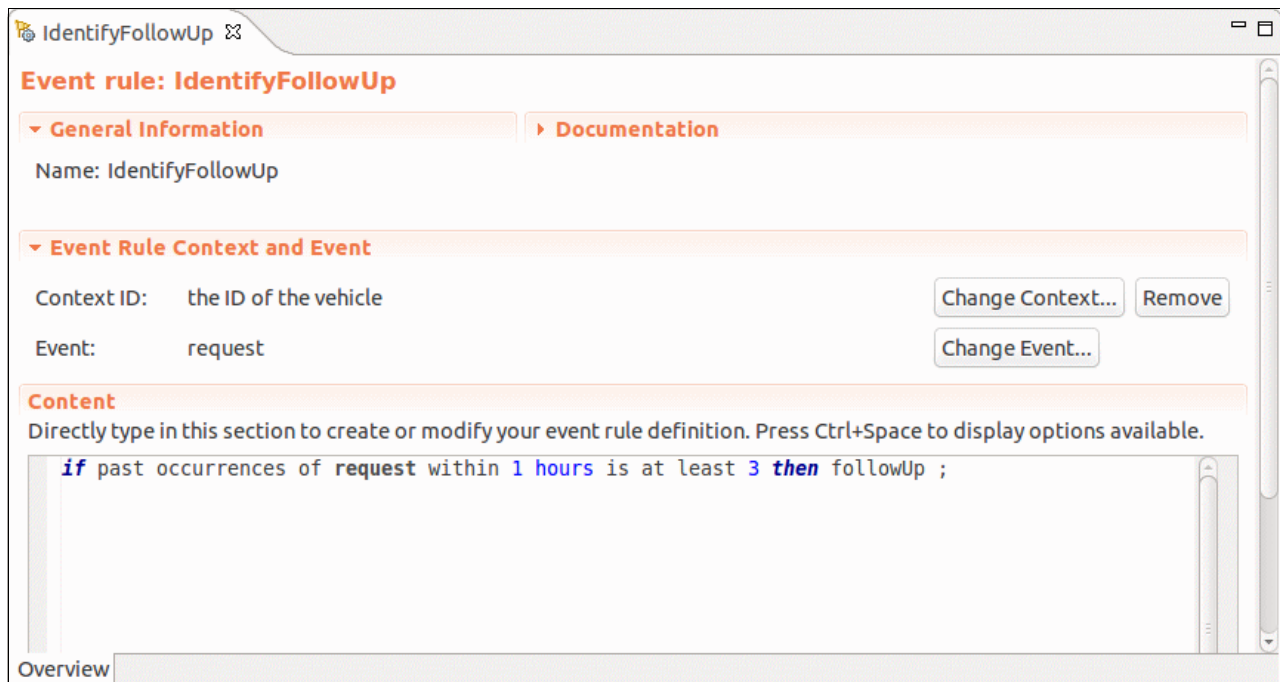 IdentifyFollowUp
Event rule: IdentifyFollowUp
General Information
Documentation
Name: IdentifyFollowUp
Event Rule Context and Event
Context ID: the ID of the vehicle Change Context... Remove
Event: request Change Event...
Content
Directly type in this section to create or modify your event rule definition. Press Ctrl+Space to display options available.
if past occurrences of request within 1 hours is at least 3 then followUp ;
Overview